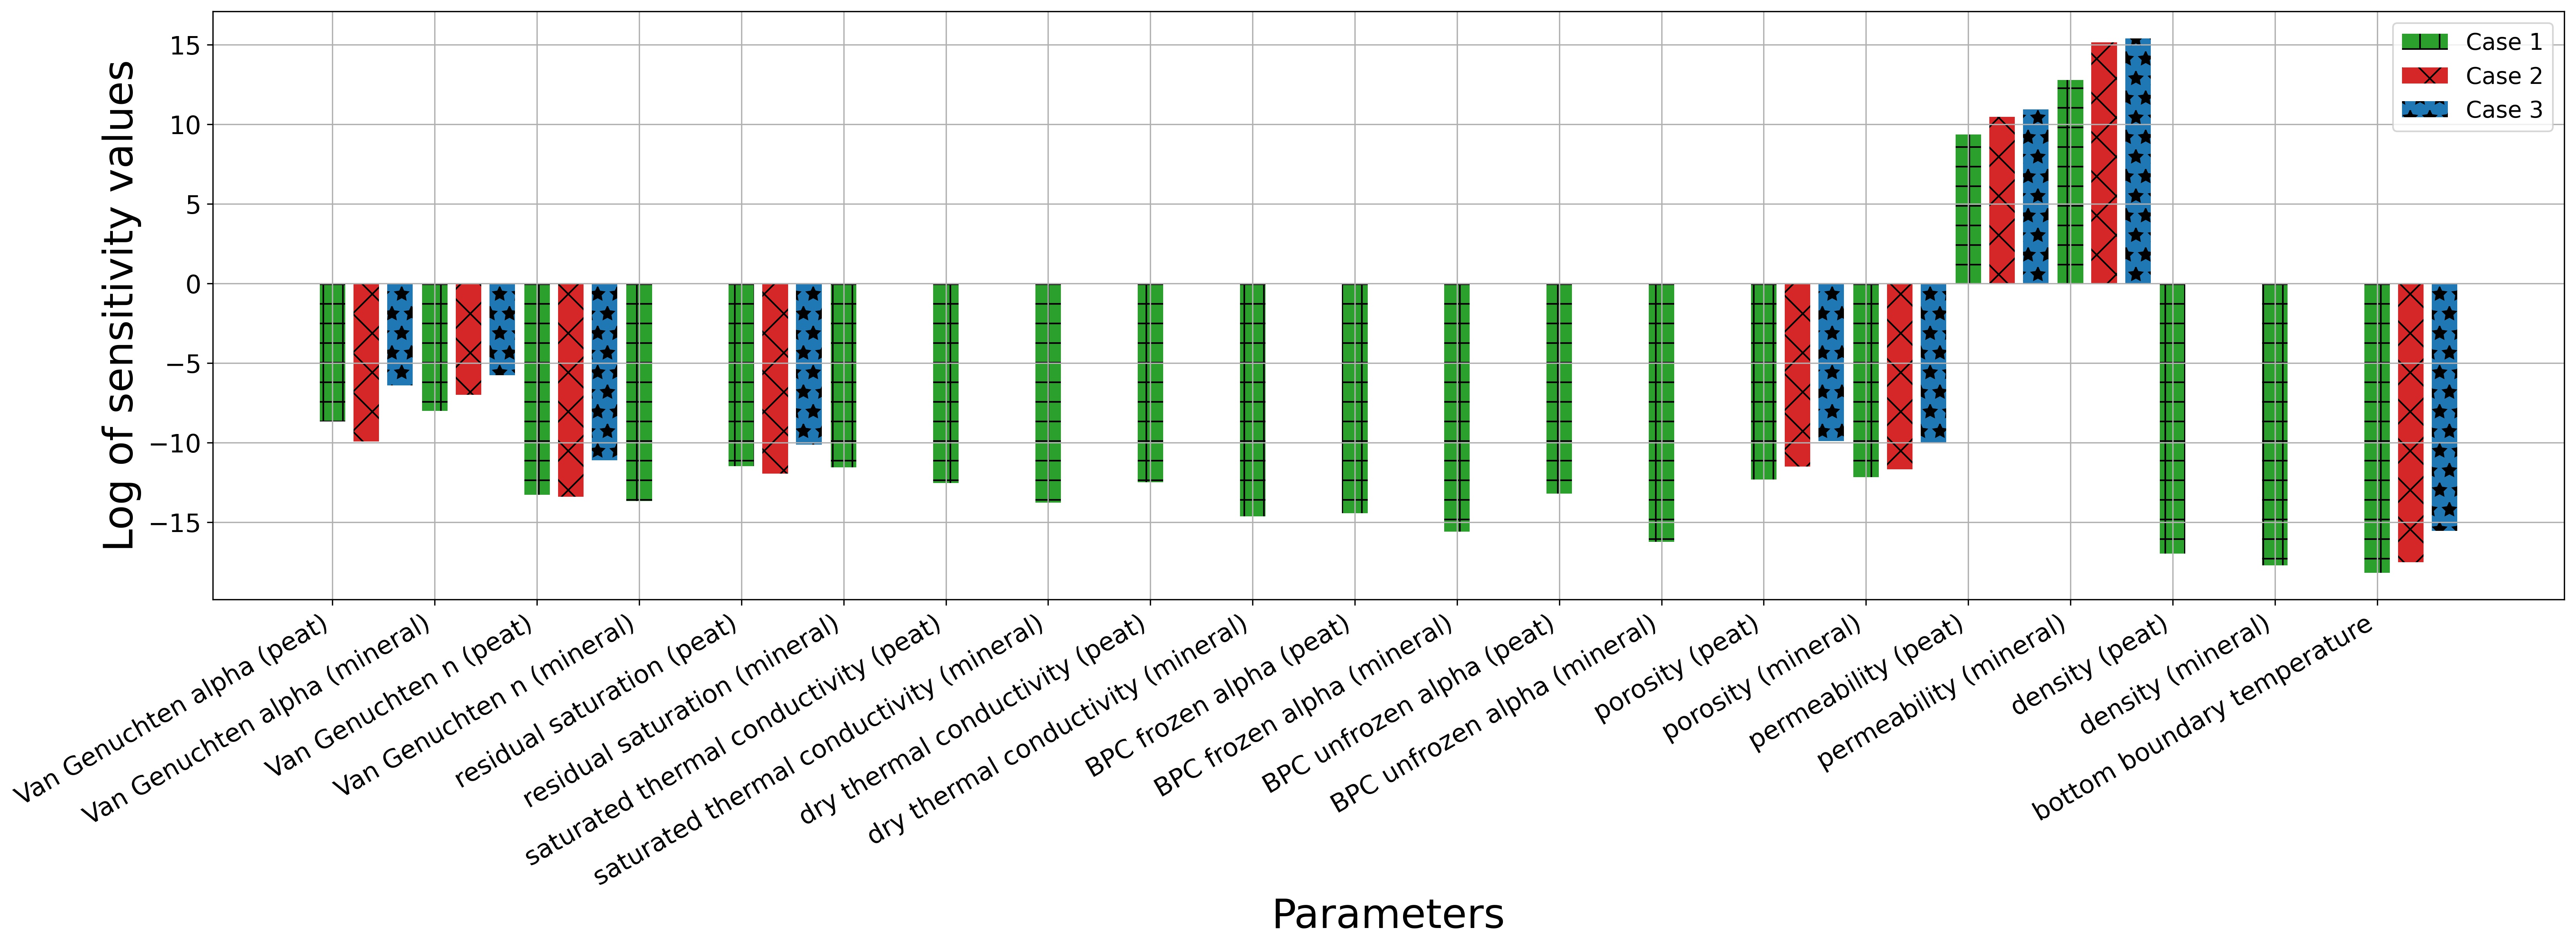 Log of sensitivity values
15
10
5
0
−5
−10
−15
Case 1
Case 2
Case 3
Van Genuchten alpha (peat)
Van Genuchten alpha (mineral)
Van Genuchten n (peat)
Van Genuchten n (mineral)
residual saturation (peat)
residual saturation (mineral)
saturated thermal conductivity (peat)
saturated thermal conductivity (mineral)
dry thermal conductivity (peat)
dry thermal conductivity (mineral)
BPC frozen alpha (peat)
BPC frozen alpha (mineral)
BPC unfrozen alpha (peat)
BPC unfrozen alpha (mineral)
porosity (peat)
porosity (mineral)
permeability (peat)
permeability (mineral)
density (peat)
density (mineral)
bottom boundary temperature
Parameters